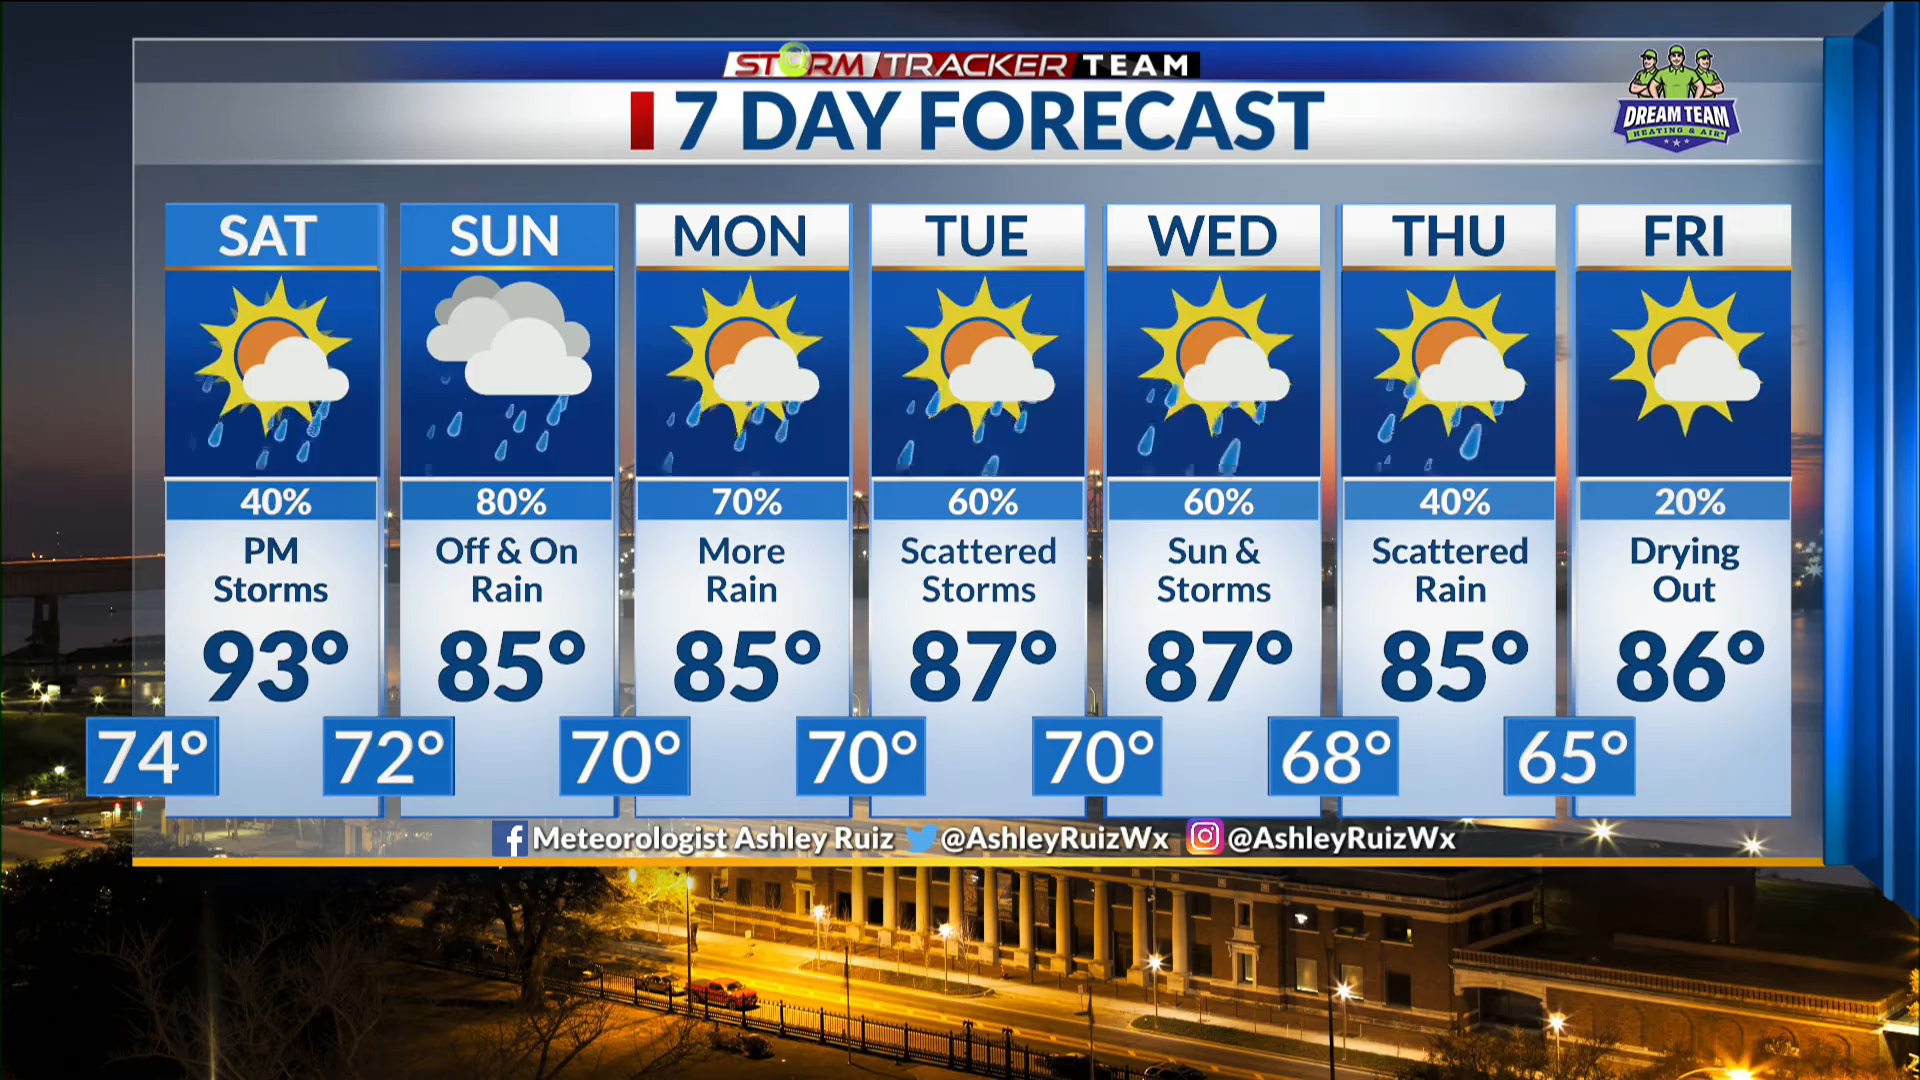 STORM TRACKER TEAM
7 DAY FORECAST
DREAM TEAM
HEATING & AIR
SAT
SUN
MON
TUE
WED
THU
FRI
40%
80%
70%
60%
60%
40%
20%
PM
Storms
Off & On
Rain
More
Rain
Scattered
Storms
Sun &
Storms
Scattered
Rain
Drying
Out
93°
85°
85°
87°
87°
85°
86°
74°
72°
70°
70°
70°
68°
65°
Meteorologist Ashley Ruiz @AshleyRuizWx @AshleyRuizWx